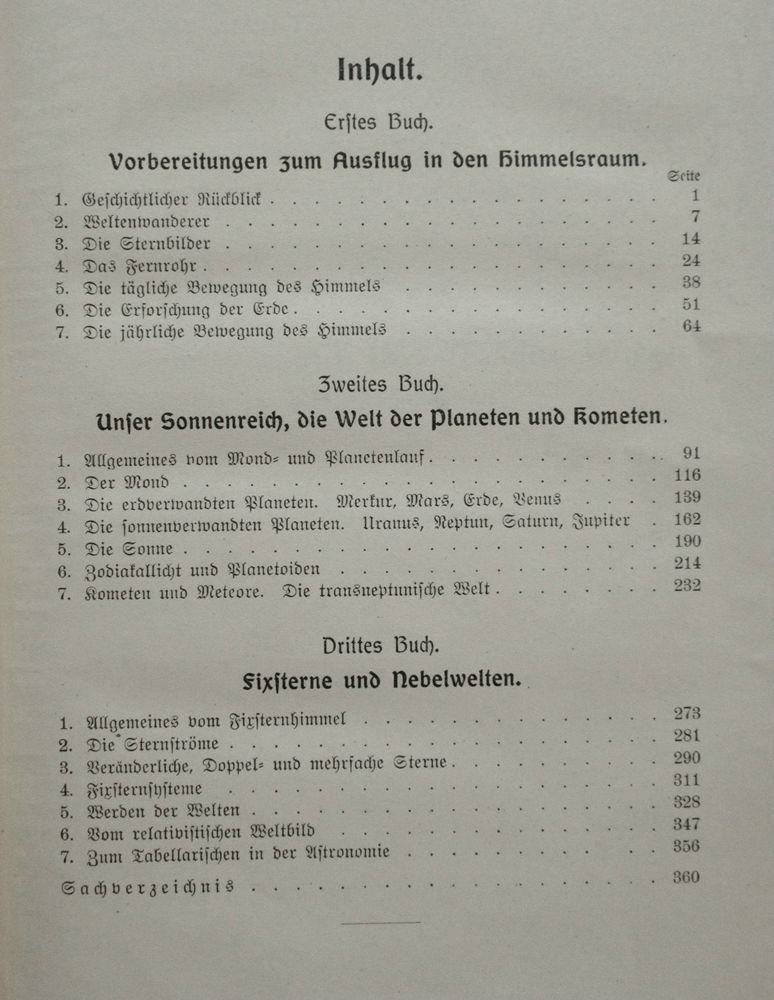 Inhalt.
Erstes Buch.
Vorbereitungen zum Ausflug in den Himmelsraum.
Seite
1. Geschichtlicher Rückblick . . . . . . . . . . . . . . . . . . 1
2. Weltenwanderer . . . . . . . . . . . . . . . . . . . . 7
3. Die Sternbilder . . . . . . . . . . . . . . . . . . . . 14
4. Das Fernrohr . . . . . . . . . . . . . . . . . . . . . 24
5. Die tägliche Bewegung des Himmels . . . . . . . . . . . . 38
6. Die Erforschung der Erde . . . . . . . . . . . . . . . . . 51
7. Die jährliche Bewegung des Himmels . . . . . . . . . . . . 64
Zweites Buch.
Unser Sonnenreich, die Welt der Planeten und Kometen.
1. Allgemeines vom Mond- und Planetenlauf . . . . . . . . . . . 91
2. Der Mond . . . . . . . . . . . . . . . . . . . . . . 116
3. Die erdverwandten Planeten. Merkur, Mars, Erde, Venus . . . . 139
4. Die sonnenverwandten Planeten. Uranus, Neptun, Saturn, Jupiter . 162
5. Die Sonne . . . . . . . . . . . . . . . . . . . . . . 190
6. Zodiakallicht und Planetoiden . . . . . . . . . . . . . . . 214
7. Kometen und Meteore. Die transneptunische Welt . . . . . . . . 232
Drittes Buch.
Fixsterne und Nebelwelten.
1. Allgemeines vom Fixsternhimmel . . . . . . . . . . . . . . 273
2. Die Sternströme . . . . . . . . . . . . . . . . . . . . 281
3. Veränderliche, Doppel- und mehrfache Sterne . . . . . . . . . . 290
4. Fixsternsysteme . . . . . . . . . . . . . . . . . . . . 311
5. Werden der Welten . . . . . . . . . . . . . . . . . . . 328
6. Vom relativistischen Weltbild . . . . . . . . . . . . . . . 347
7. Zum Tabellarischen in der Astronomie . . . . . . . . . . . . 356
Sachverzeichnis . . . . . . . . . . . . . . . . . . . 360